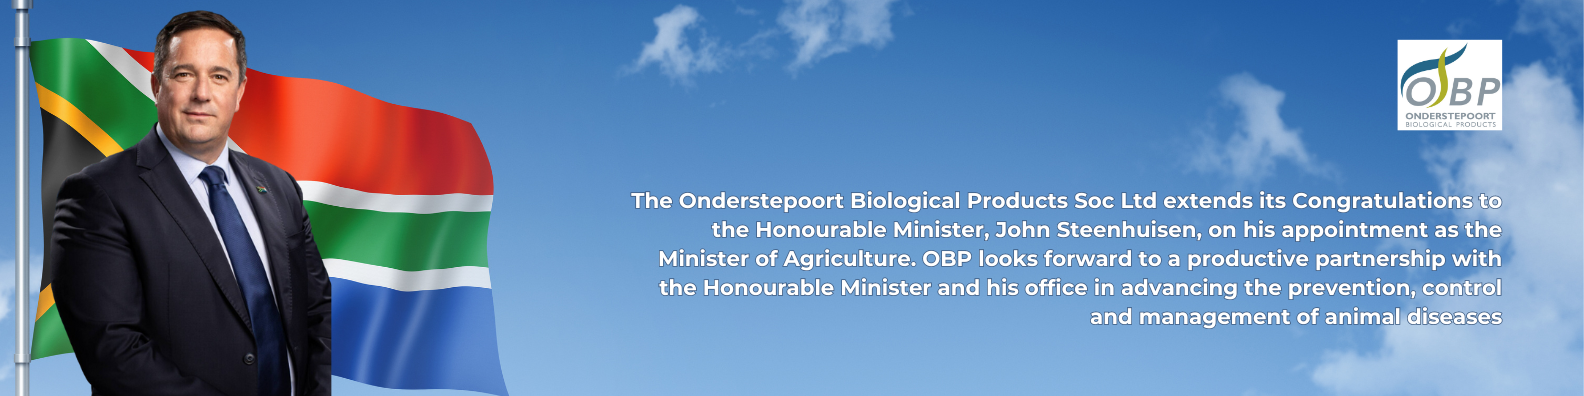 OBP
ONDERSTEPOORT
BIOLOGICAL PRODUCTS
The Onderstepoort Biological Products Soc Ltd extends its Congratulations to
the Honourable Minister, John Steenhuisen, on his appointment as the
Minister of Agriculture. OBP looks forward to a productive partnership with
the Honourable Minister and his office in advancing the prevention, control
and management of animal diseases